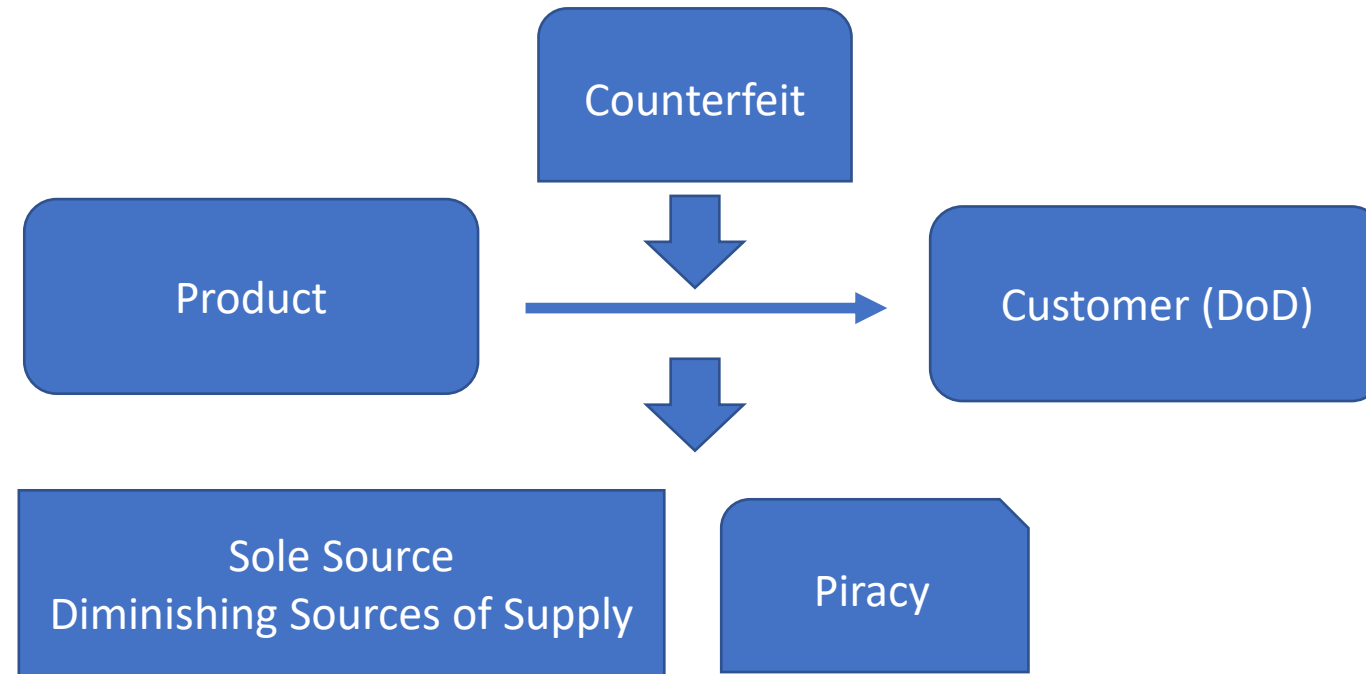 Counterfeit
Product
Customer (DoD)
Sole Source
Diminishing Sources of Supply
Piracy